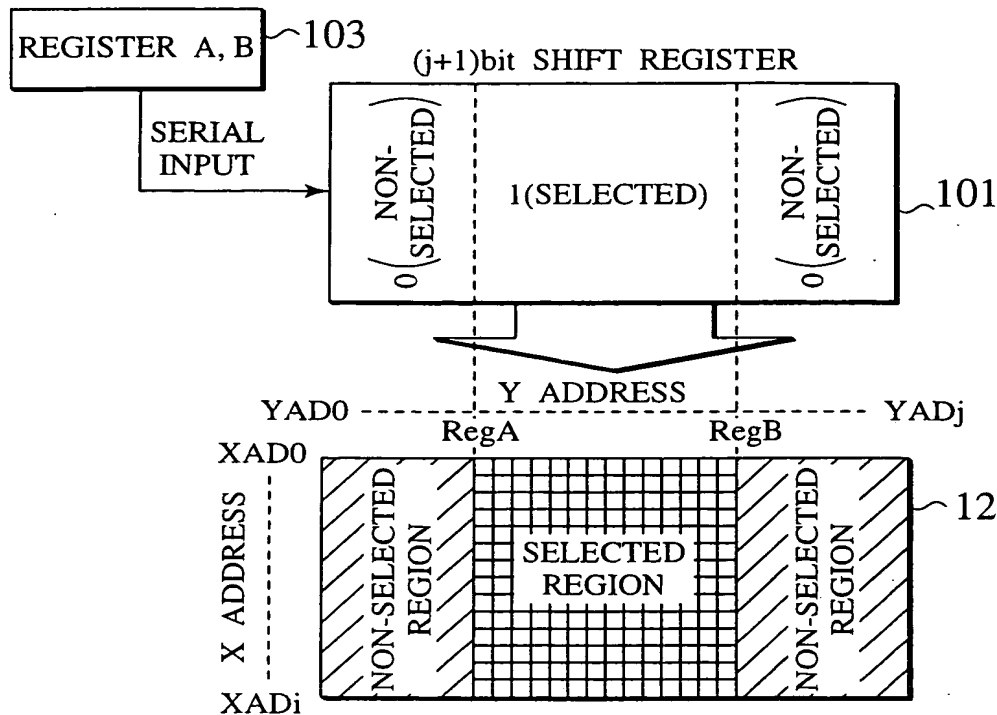 REGISTER A, B
103
(j+1)bit SHIFT REGISTER
SERIAL
INPUT
0(NON-
SELECTED)
1(SELECTED)
0(NON-
SELECTED)
101
Y ADDRESS
YAD0
YADj
RegA
RegB
XAD0
X ADDRESS
XADi
NON-SELECTED
REGION
SELECTED
REGION
NON-SELECTED
REGION
12